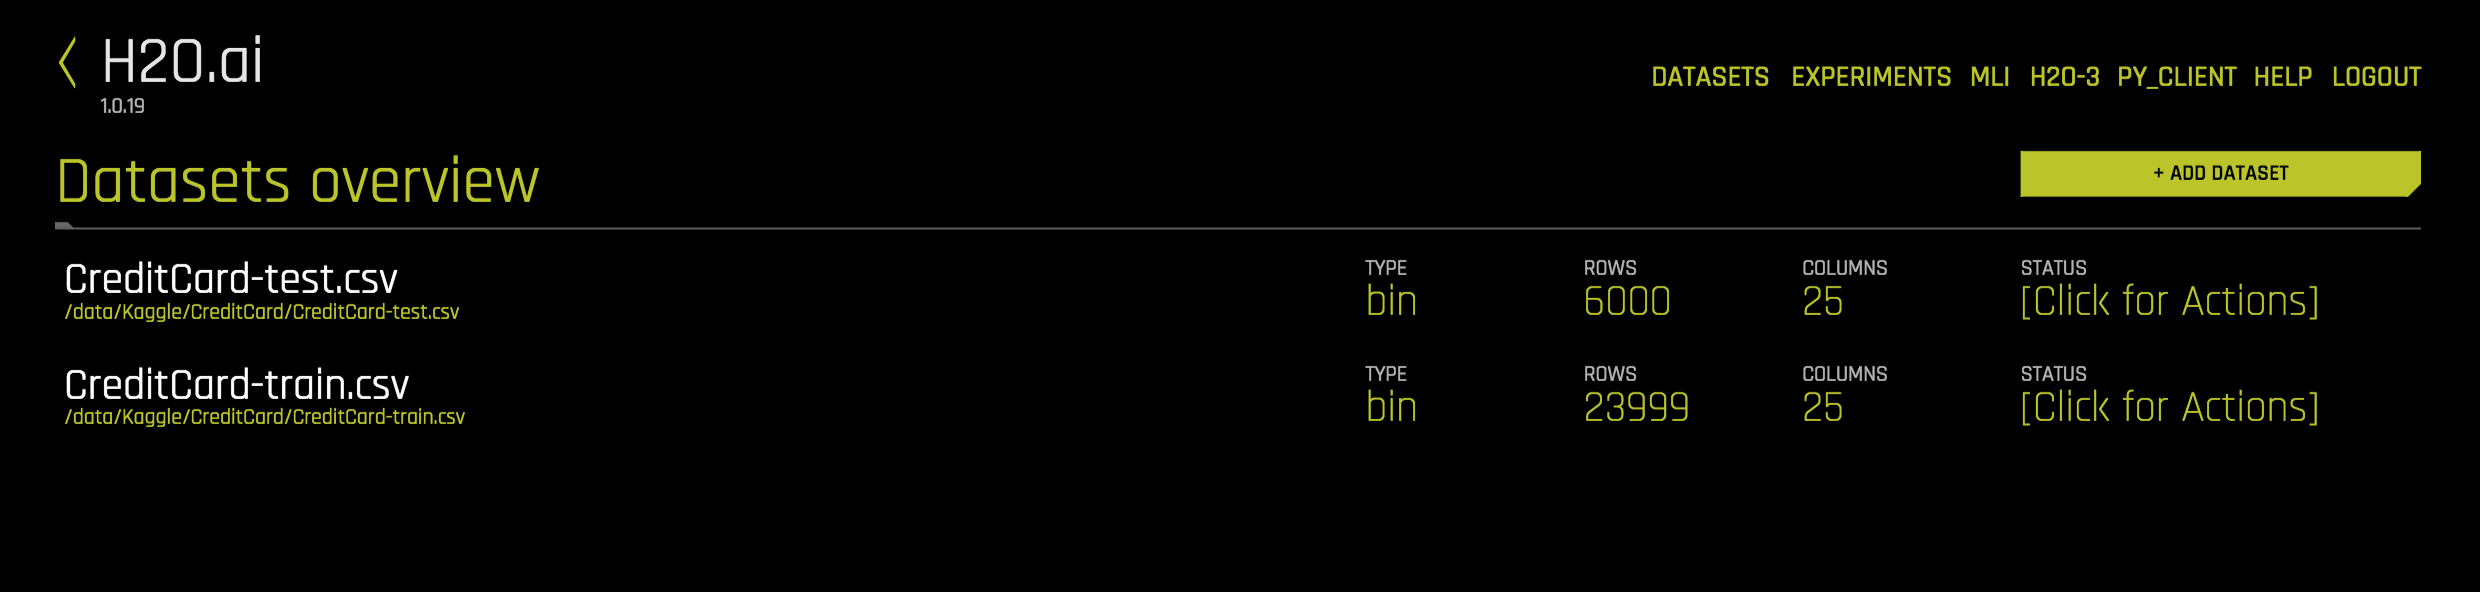 H2O.ai
1.0.19
DATASETS EXPERIMENTS MLI H2O-3 PY_CLIENT HELP LOGOUT
Datasets overview
+ ADD DATASET
CreditCard-test.csv
/data/Kaggle/CreditCard/CreditCard-test.csv
TYPE ROWS COLUMNS STATUS
bin 6000 25 [Click for Actions]
CreditCard-train.csv
/data/Kaggle/CreditCard/CreditCard-train.csv
TYPE ROWS COLUMNS STATUS
bin 23999 25 [Click for Actions]